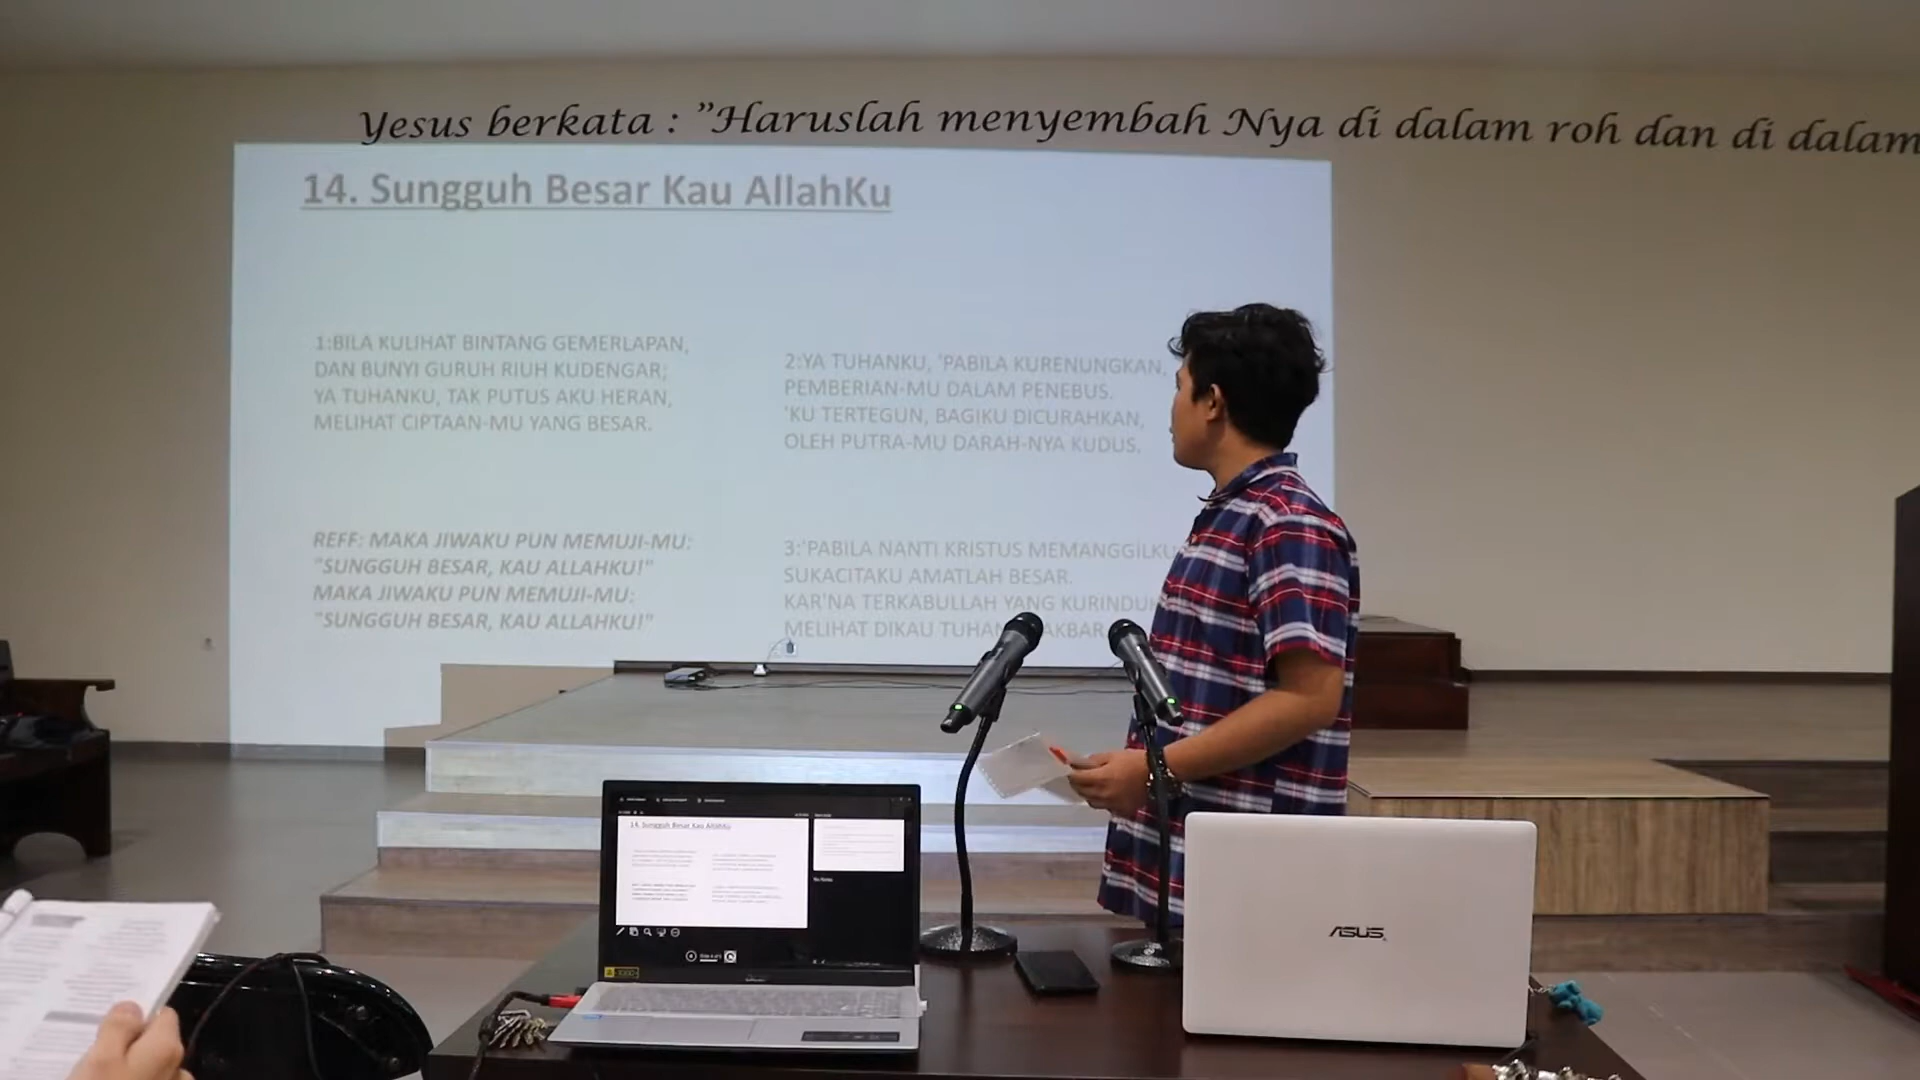 Yesus berkata : "Haruslah menyembah Nya di dalam roh dan di dalam
14. Sungguh Besar Kau AllahKu
1:BILA KULIHAT BINTANG GEMERLAPAN,
DAN BUNYI GURUH RIUH KUDENGAR;
YA TUHANKU, TAK PUTUS AKU HERAN,
MELIHAT CIPTAAN-MU YANG BESAR.
REFF: MAKA JIWAKU PUN MEMUJI-MU:
"SUNGGUH BESAR, KAU ALLAHKU!"
MAKA JIWAKU PUN MEMUJI-MU:
"SUNGGUH BESAR, KAU ALLAHKU!"
2:YA TUHANKU, 'PABILA KURENUNGKAN,
PEMBERIAN-MU DALAM PENEBUS.
'KU TERTEGUN, BAGIKU DICURAHKAN,
OLEH PUTRA-MU DARAH-NYA KUDUS.
3:'PABILA NANTI KRISTUS MEMANGGILKU
SUKACITAKU AMATLAH BESAR.
KAR'NA TERKABULLAH YANG
MELIHAT DIKAU
14. Sungguh Besar Kau AllahKu
No Notes
ASUS